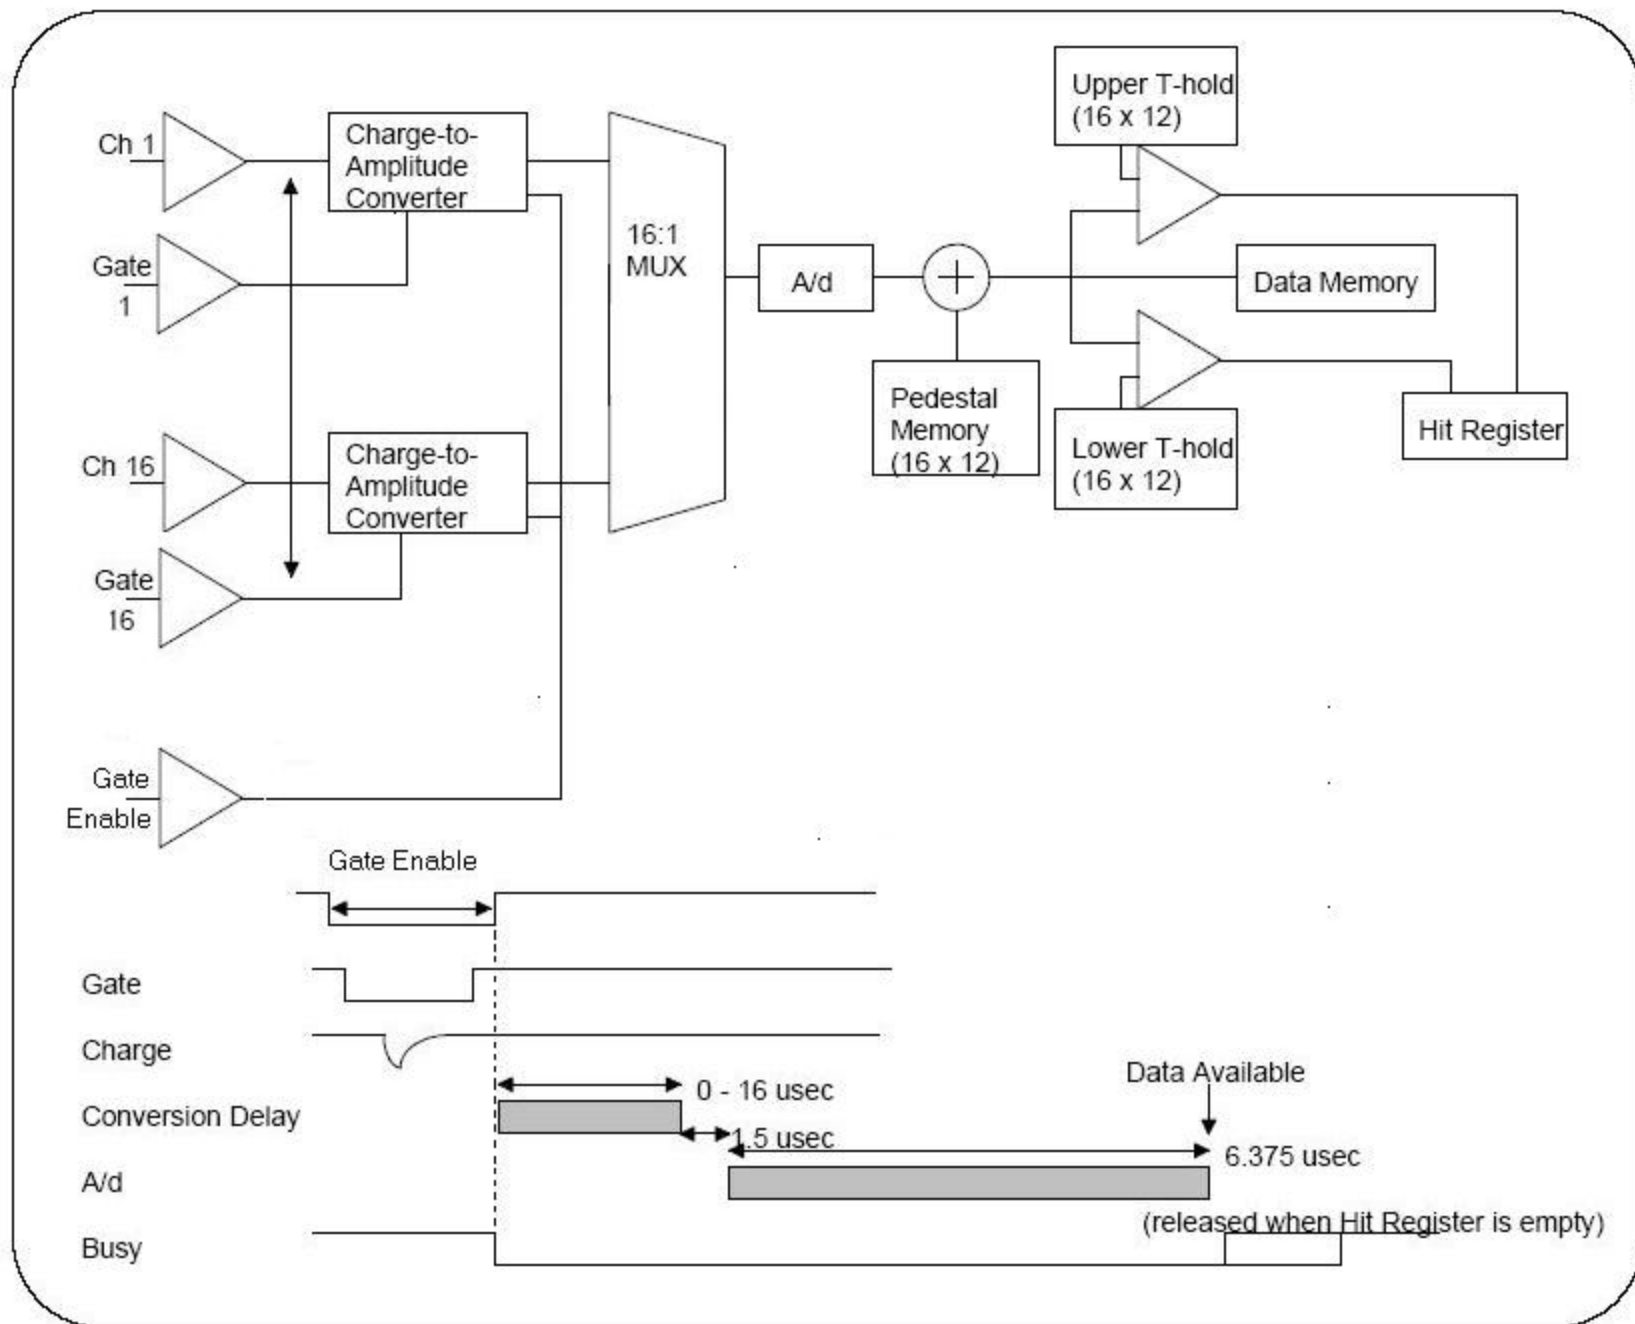 Upper T-hold
(16 x 12)
Ch 1
Charge-to-
Amplitude
Converter
Gate
1
16:1
MUX
A/d
Data Memory
Pedestal
Memory
(16 x 12)
Lower T-hold
(16 x 12)
Hit Register
Ch 16
Charge-to-
Amplitude
Converter
Gate
16
Gate
Enable
Gate Enable
Gate
Charge
Data Available
Conversion Delay
0 - 16 usec
1.5 usec
6.375 usec
A/d
(released when Hit Register is empty)
Busy